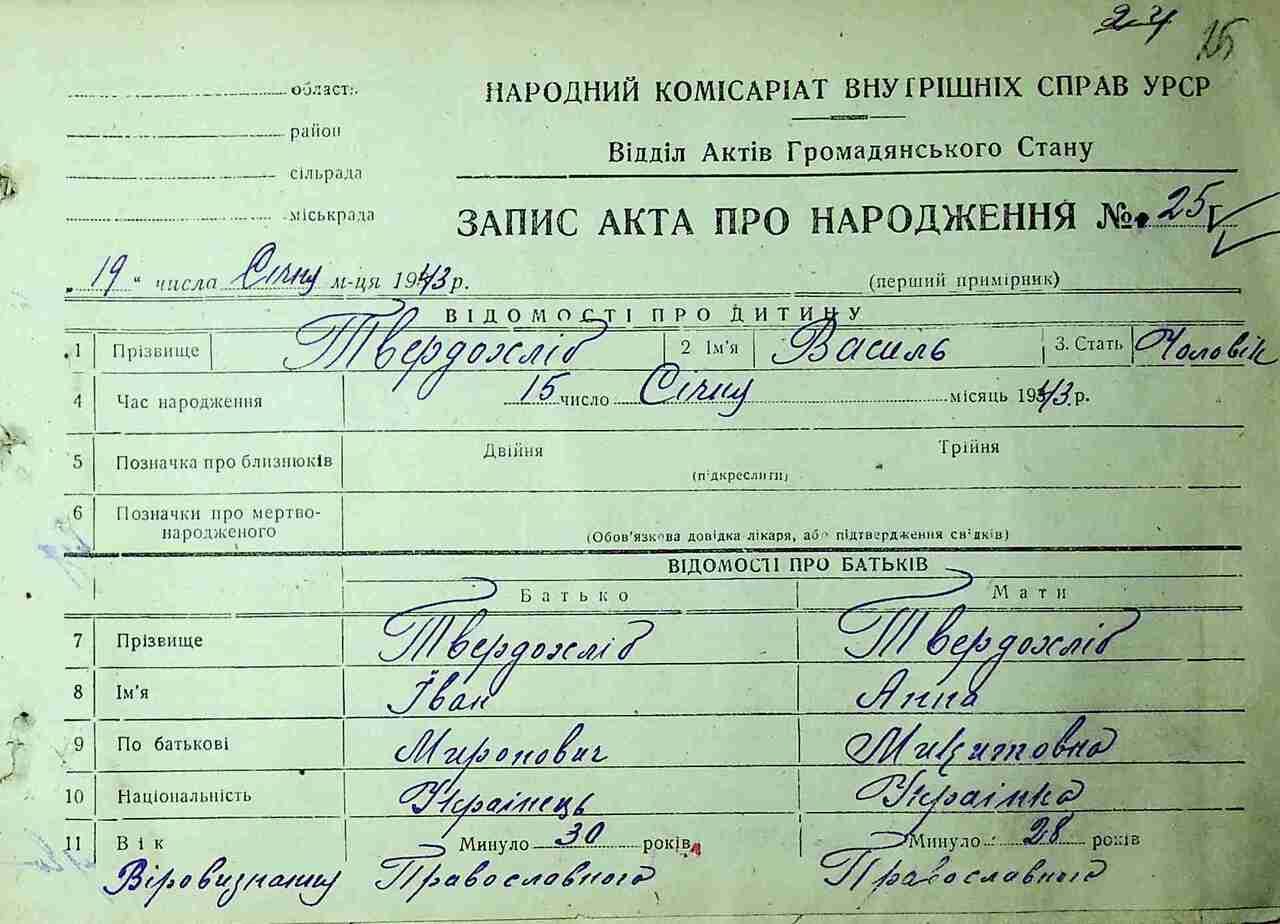 24 15
область
район
сільрада
міськрада
НАРОДНИЙ КОМІСАРІАТ ВНУТРІШНІХ СПРАВ УРСР
Відділ Актів Громадянського Стану
ЗАПИС АКТА ПРО НАРОДЖЕННЯ № 25
„19“ числа Січня м-ця 1943 р.
(перший примірник)
ВІДОМОСТІ ПРО ДИТИНУ
1 Прізвище Твердохліб 2 Ім'я Василь 3. Стать Чоловік
4 Час народження 15 число Січня місяць 1943 р.
5 Позначка про близнюків Двійня Трійня
(підкреслити)
6 Позначки про мертво-
народженого
(Обов'язкова довідка лікаря, або підтвердження свідків)
ВІДОМОСТІ ПРО БАТЬКІВ
Батько Мати
7 Прізвище Твердохліб Твердохліб
8 Ім'я Іван Анна
9 По батькові Миронович Микитовна
10 Національність Украінець Украінка
11 Вік Минуло 30 років Минуло 28 років
Віровизнання Православного Православного